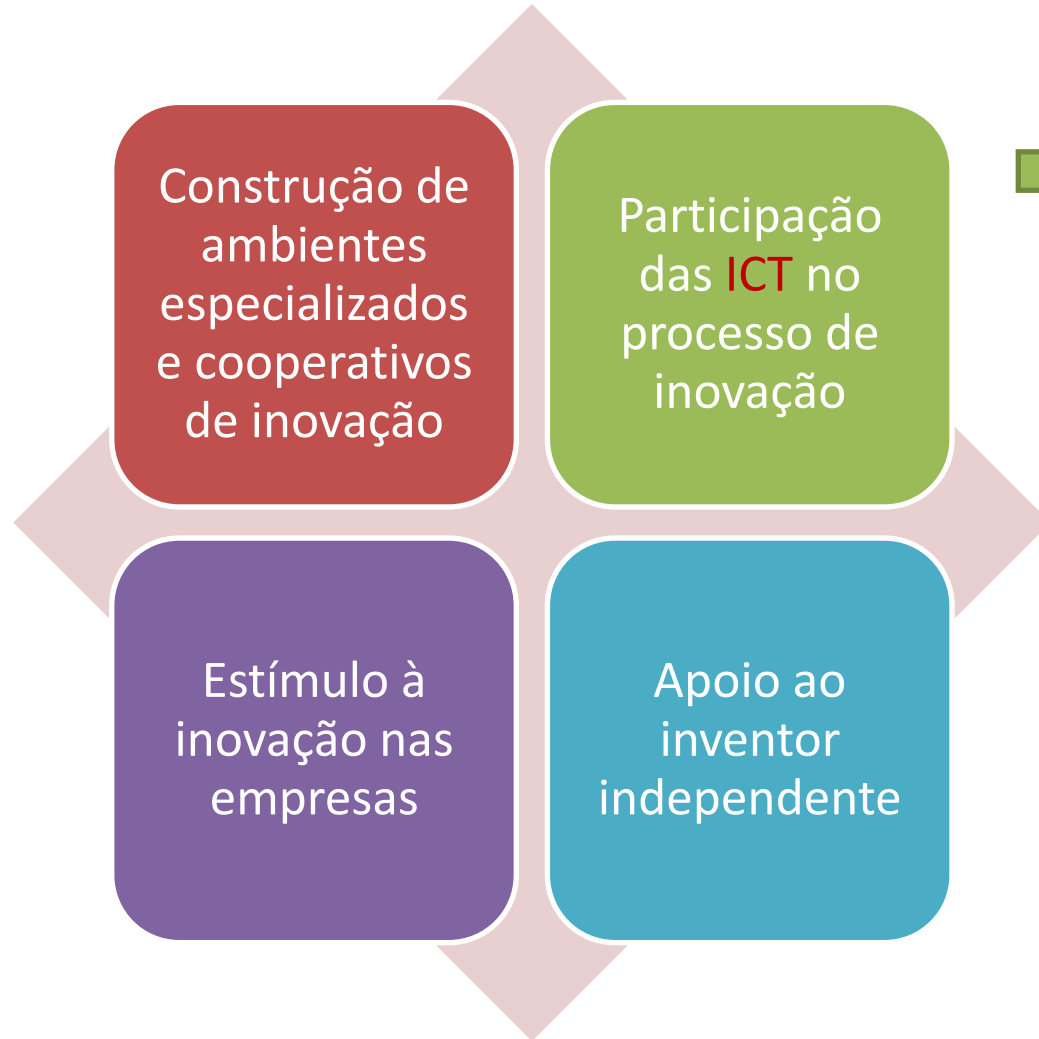 Construção de
ambientes
especializados
e cooperativos
de inovação
Participação
das ICT no
processo de
inovação
Estímulo à
inovação nas
empresas
Apoio ao
inventor
independente